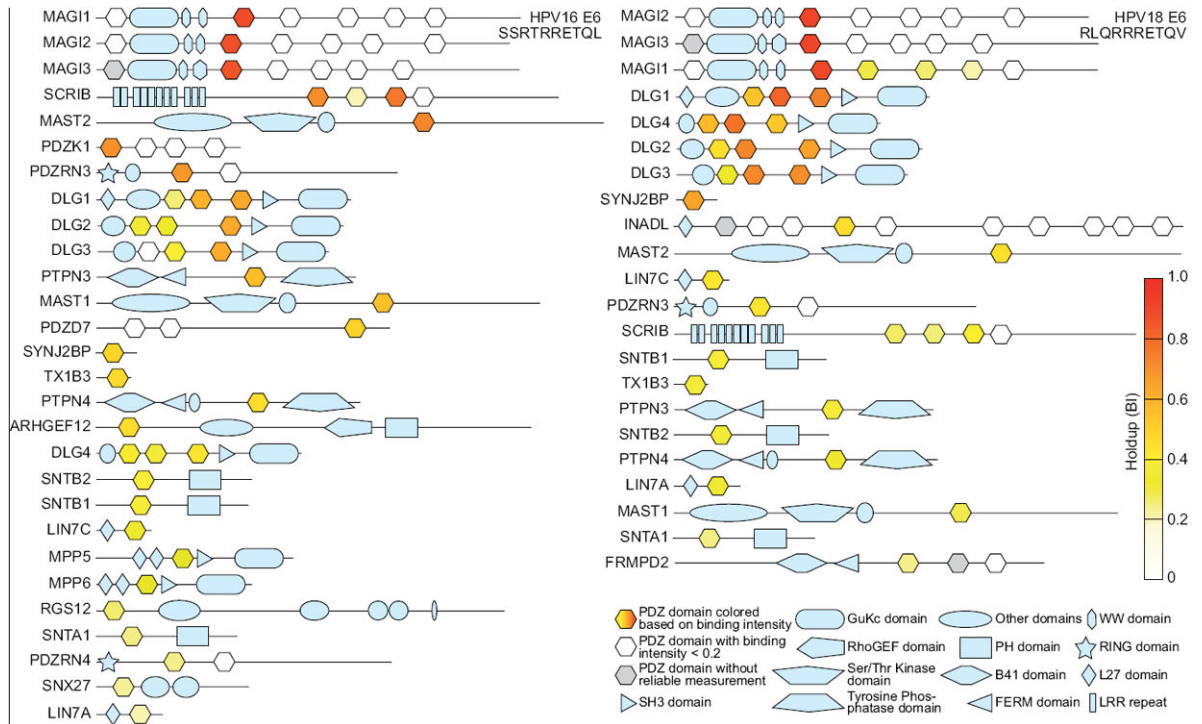 MAGI1
HPV16 E6
SSRTRRETQL
MAGI2
MAGI3
SCRIB
MAST2
PDZK1
PDZRN3
DLG1
DLG2
DLG3
PTPN3
MAST1
PDZD7
SYNJ2BP
TX1B3
PTPN4
ARHGEF12
DLG4
SNTB2
SNTB1
LIN7C
MPP5
MPP6
RGS12
SNTA1
PDZRN4
SNX27
LIN7A
MAGI2
HPV18 E6
RLQRRRETQV
MAGI3
MAGI1
DLG1
DLG4
DLG2
DLG3
SYNJ2BP
INADL
MAST2
LIN7C
PDZRN3
SCRIB
SNTB1
TX1B3
PTPN3
SNTB2
PTPN4
LIN7A
MAST1
SNTA1
FRMPD2
1.0
0.8
0.6
0.4
0.2
0
Holdup (BI)
PDZ domain colored
based on binding intensity
PDZ domain with binding
intensity < 0.2
PDZ domain without
reliable measurement
SH3 domain
GuKc domain
RhoGEF domain
Ser/Thr Kinase
domain
Tyrosine Phos-
phatase domain
Other domains
PH domain
B41 domain
FERM domain
WW domain
RING domain
L27 domain
LRR repeat